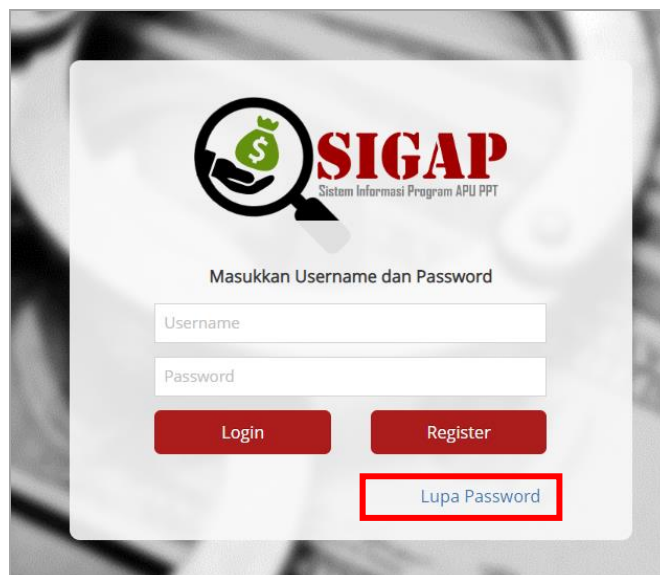 $
SIGAP
Sistem Informasi Program APU PPT
Masukkan Username dan Password
Username
Password
Login Register
Lupa Password